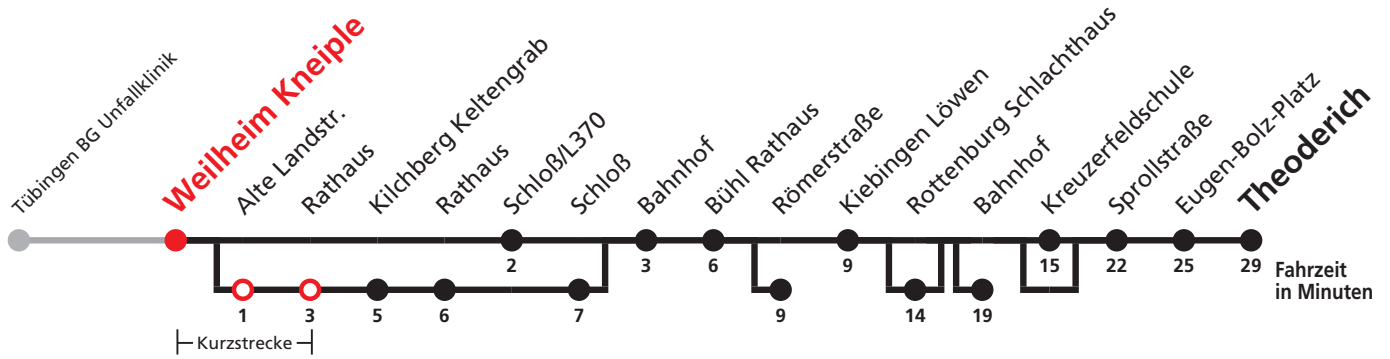 Tübingen BG Unfallklinik
Weilheim Kneiple
Alte Landstr.
Rathaus
Kilchberg Keltengrab
Rathaus
Schloß/L370
Schloß
Bahnhof
Bühl Rathaus
Römerstraße
Kiebingen Löwen
Rottenburg Schlachthaus
Bahnhof
Kreuzerfeldschule
Sprollstraße
Eugen-Bolz-Platz
Theoderich
2 3 6 9 15 22 25 29
Fahrzeit
in Minuten
1 3 5 6 7 9 14 19
Kurzstrecke